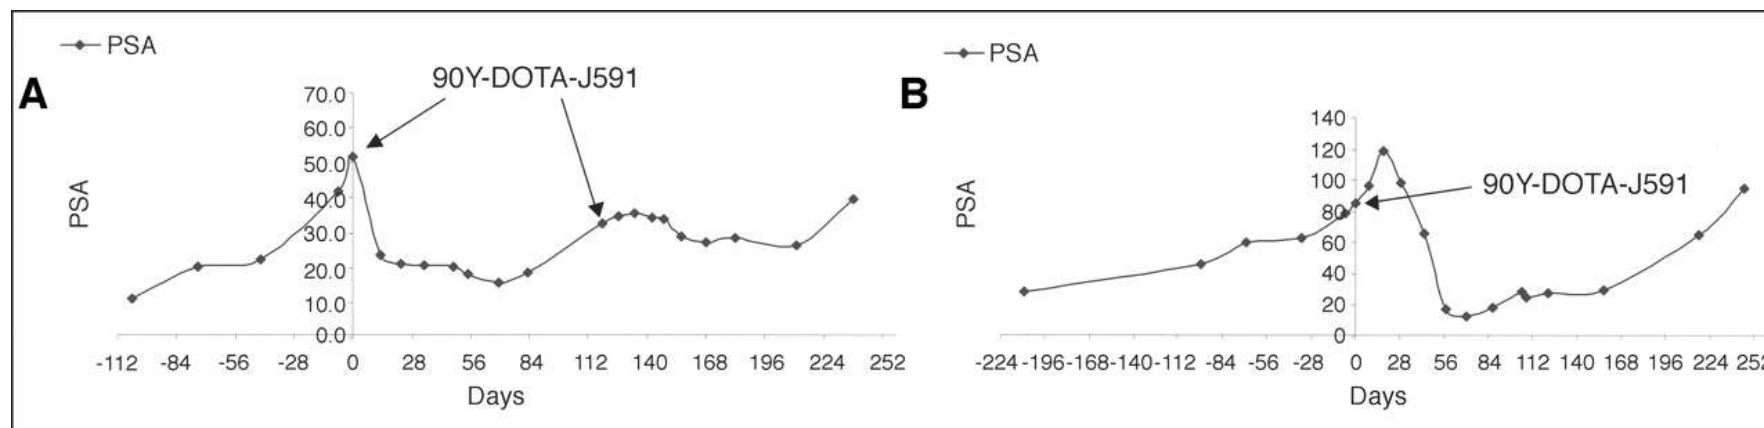 PSA
A
90Y-DOTA-J591
70.0
60.0
50.0
40.0
30.0
20.0
10.0
0.0
PSA
-112 -84 -56 -28 0 28 56 84 112 140 168 196 224 252
Days
PSA
B
140
120
100
80
60
40
20
0
90Y-DOTA-J591
PSA
-224 -196 -168 -140 -112 -84 -56 -28 0 28 56 84 112 140 168 196 224 252
Days